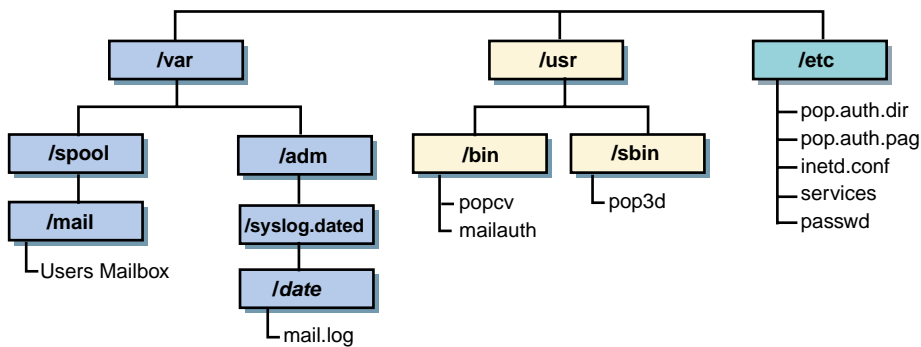 /var
/usr
/etc
/spool
/adm
/bin
/sbin
pop.auth.dir
pop.auth.pag
inetd.conf
services
passwd
/mail
/syslog.dated
popcv
mailauth
pop3d
Users Mailbox
/date
mail.log